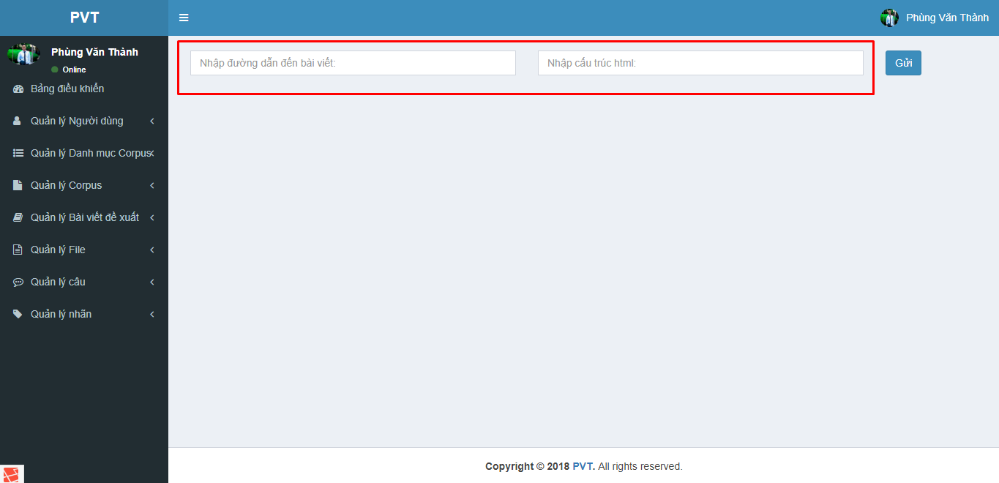 PVT
Phùng Văn Thành
Phùng Văn Thành
Online
Bảng điều khiển
Quản lý Người dùng
Quản lý Danh mục Corpus
Quản lý Corpus
Quản lý Bài viết đề xuất
Quản lý File
Quản lý câu
Quản lý nhãn
Nhập đường dẫn đến bài viết:
Nhập cấu trúc html:
Gửi
Copyright © 2018 PVT. All rights reserved.